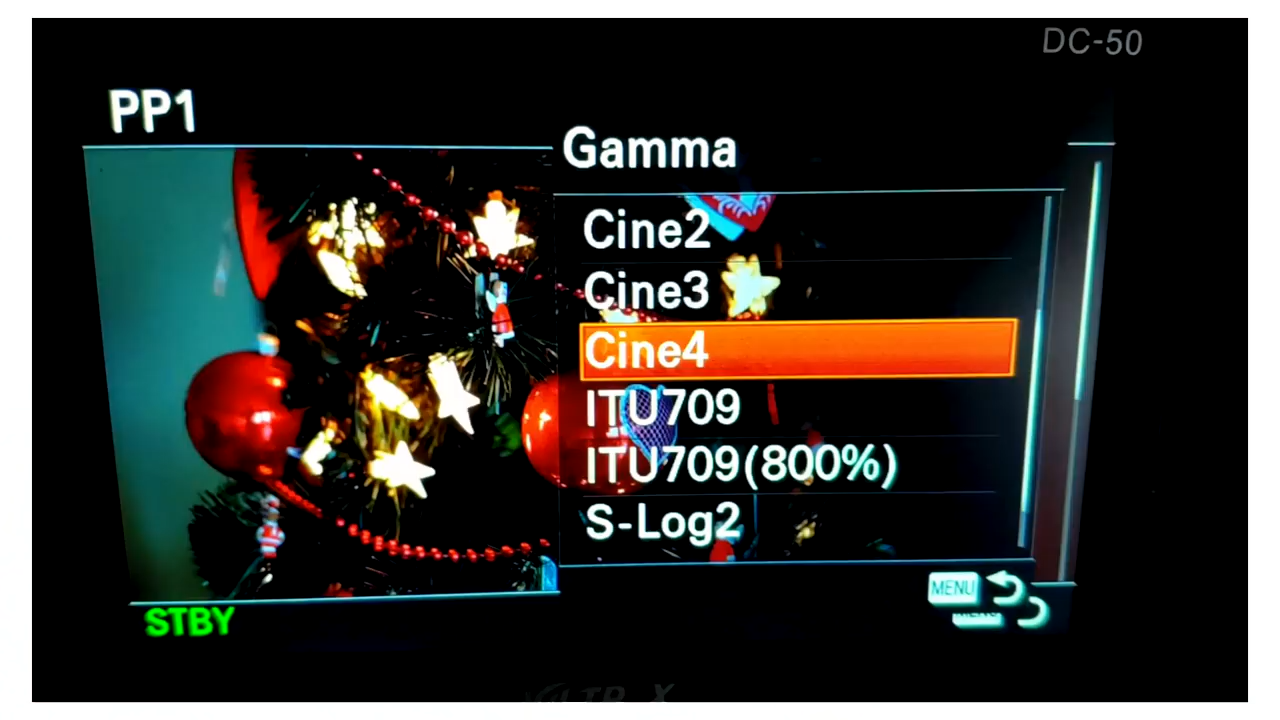 DC-50
PP1
Gamma
Cine2
Cine3
Cine4
ITU709
ITU709(800%)
S-Log2
MENU
STBY